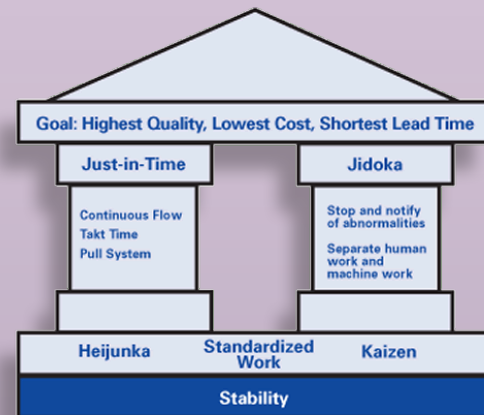 Goal: Highest Quality, Lowest Cost, Shortest Lead Time
Just-in-Time
Continuous Flow
Takt Time
Pull System
Jidoka
Stop and notify
of abnormalities
Separate human
work and
machine work
Heijunka
Standardized
Work
Kaizen
Stability